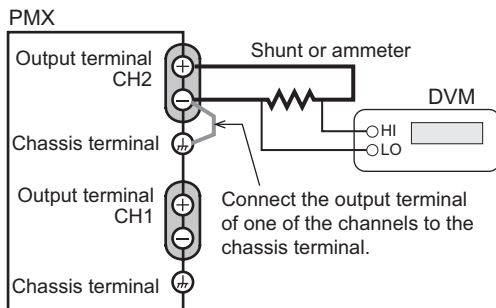 PMX
Output terminal
CH2
Shunt or ammeter
DVM
HI
LO
Chassis terminal
Output terminal
CH1
Connect the output terminal
of one of the channels to the
chassis terminal.
Chassis terminal